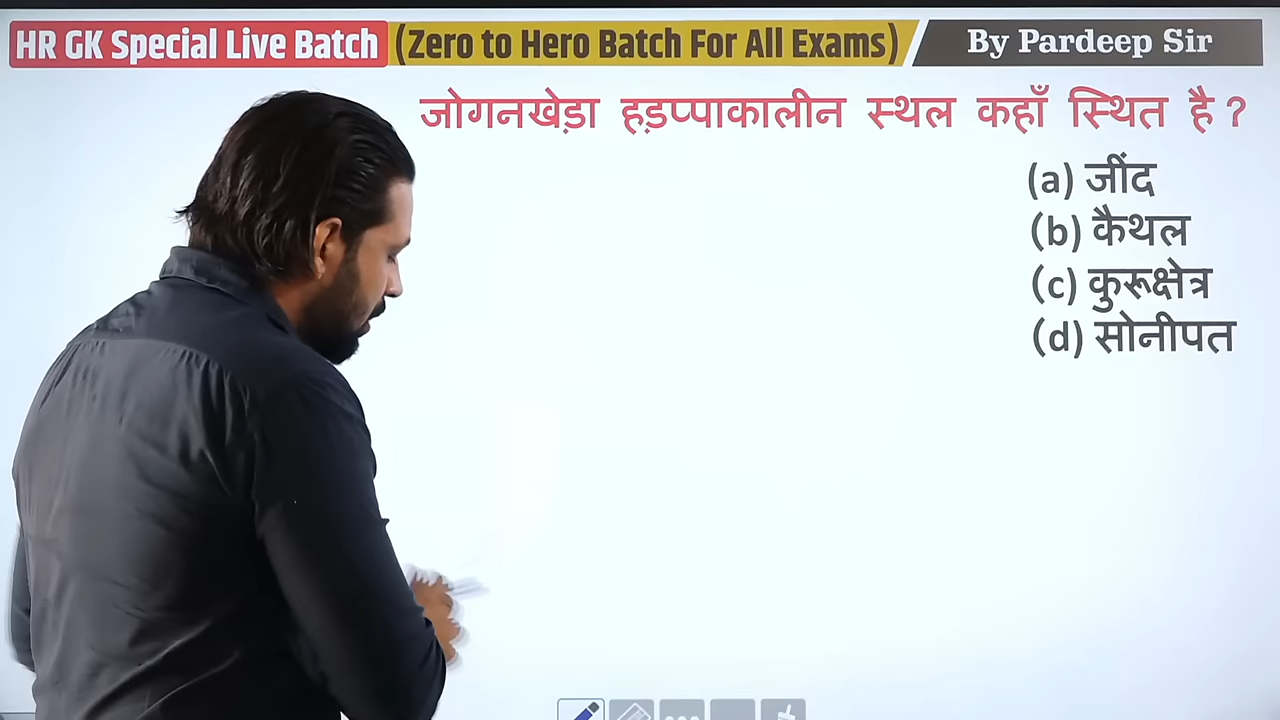 HR GK Special Live Batch (Zero to Hero Batch For All Exams) By Pardeep Sir
जोगनखेड़ा हड़प्पाकालीन स्थल कहाँ स्थित है ?
(a) जींद
(b) कैथल
(c) कुरूक्षेत्र
(d) सोनीपत